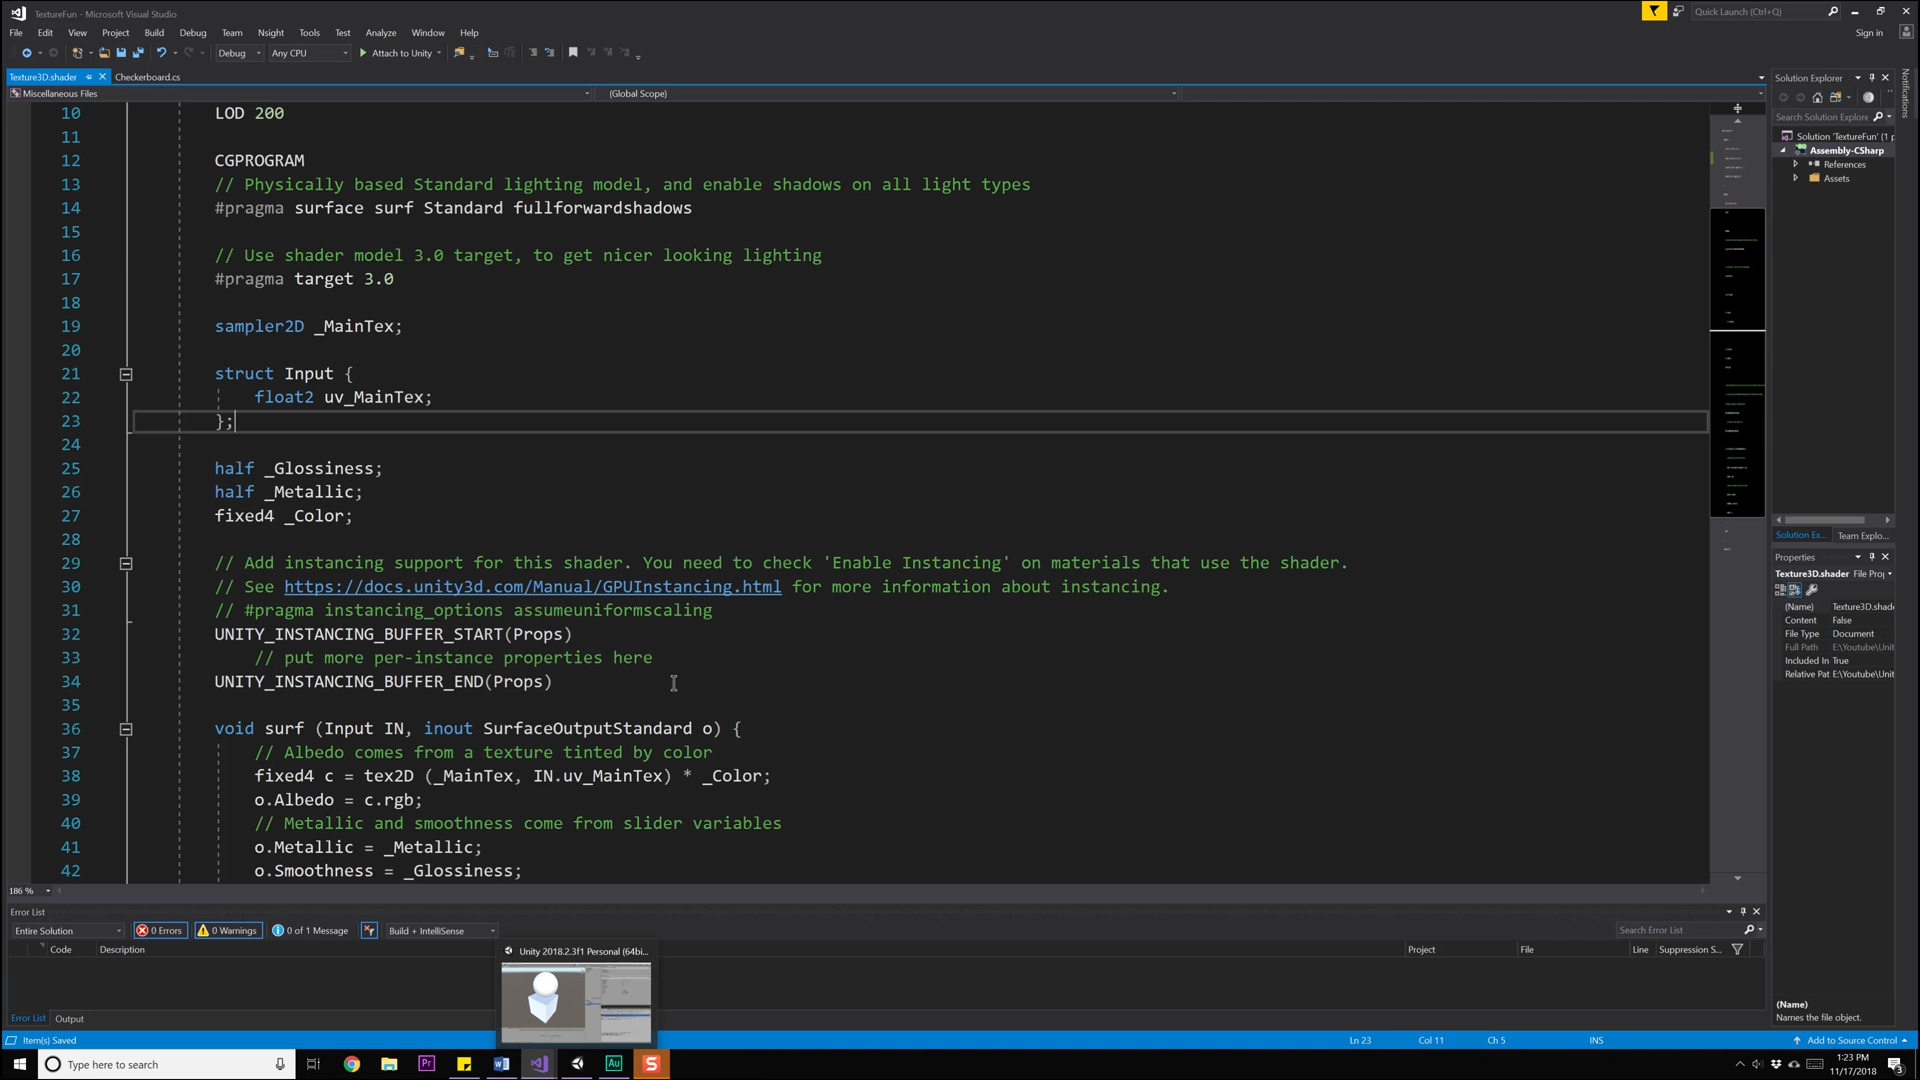 TextureFun - Microsoft Visual Studio
Quick Launch (Ctrl+Q)
File Edit View Project Build Debug Team Nsight Tools Test Analyze Window Help
Sign in
Debug Any CPU Attach to Unity
Texture3D.shader Checkerboard.cs
Miscellaneous Files (Global Scope)
10 LOD 200
11
12 CGPROGRAM
13 // Physically based Standard lighting model, and enable shadows on all light types
14 #pragma surface surf Standard fullforwardshadows
15
16 // Use shader model 3.0 target, to get nicer looking lighting
17 #pragma target 3.0
18
19 sampler2D _MainTex;
20
21 struct Input {
22 float2 uv_MainTex;
23 };
24
25 half _Glossiness;
26 half _Metallic;
27 fixed4 _Color;
28
29 // Add instancing support for this shader. You need to check 'Enable Instancing' on materials that use the shader.
30 // See https://docs.unity3d.com/Manual/GPUInstancing.html for more information about instancing.
31 // #pragma instancing_options assumeuniformscaling
32 UNITY_INSTANCING_BUFFER_START(Props)
33 // put more per-instance properties here
34 UNITY_INSTANCING_BUFFER_END(Props)
35
36 void surf (Input IN, inout SurfaceOutputStandard o) {
37 // Albedo comes from a texture tinted by color
38 fixed4 c = tex2D (_MainTex, IN.uv_MainTex) * _Color;
39 o.Albedo = c.rgb;
40 // Metallic and smoothness come from slider variables
41 o.Metallic = _Metallic;
42 o.Smoothness = _Glossiness;
186 %
Solution Explorer
Search Solution Explore
Solution 'TextureFun' (1 p
Assembly-CSharp
References
Assets
Solution Ex... Team Explo...
Notifications
Properties
Texture3D.shader File Proj
(Name) Texture3D.shade
Content False
File Type Document
Full Path E:\Youtube\Unit
Included In True
Relative Pat E:\Youtube\Unit
(Name)
Names the file object.
Error List
Entire Solution 0 Errors 0 Warnings 0 of 1 Message Build + IntelliSense
Search Error List
Code Description Project File Line Suppression S...
Unity 2018.2.3f1 Personal (64bi...
Error List Output
Item(s) Saved Ln 23 Col 11 Ch 5 INS Add to Source Control
Type here to search
Pr
Au
S
1:23 PM
11/17/2018
3